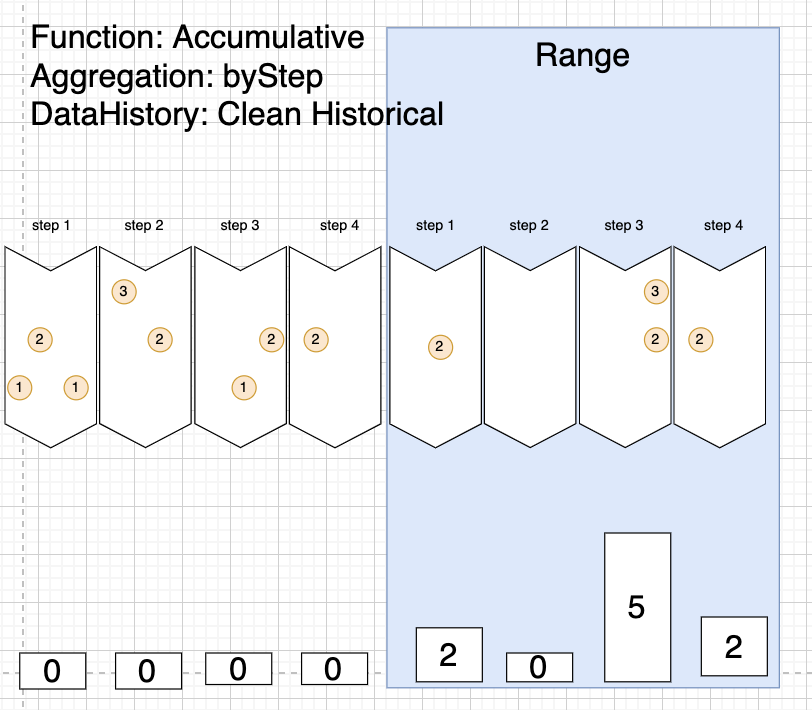 Function: Accumulative
Aggregation: byStep
DataHistory: Clean Historical
Range
step 1 step 2 step 3 step 4 step 1 step 2 step 3 step 4
3 3
2 2 2 2 2 2 2
1 1 1
2 0 5 2
0 0 0 0